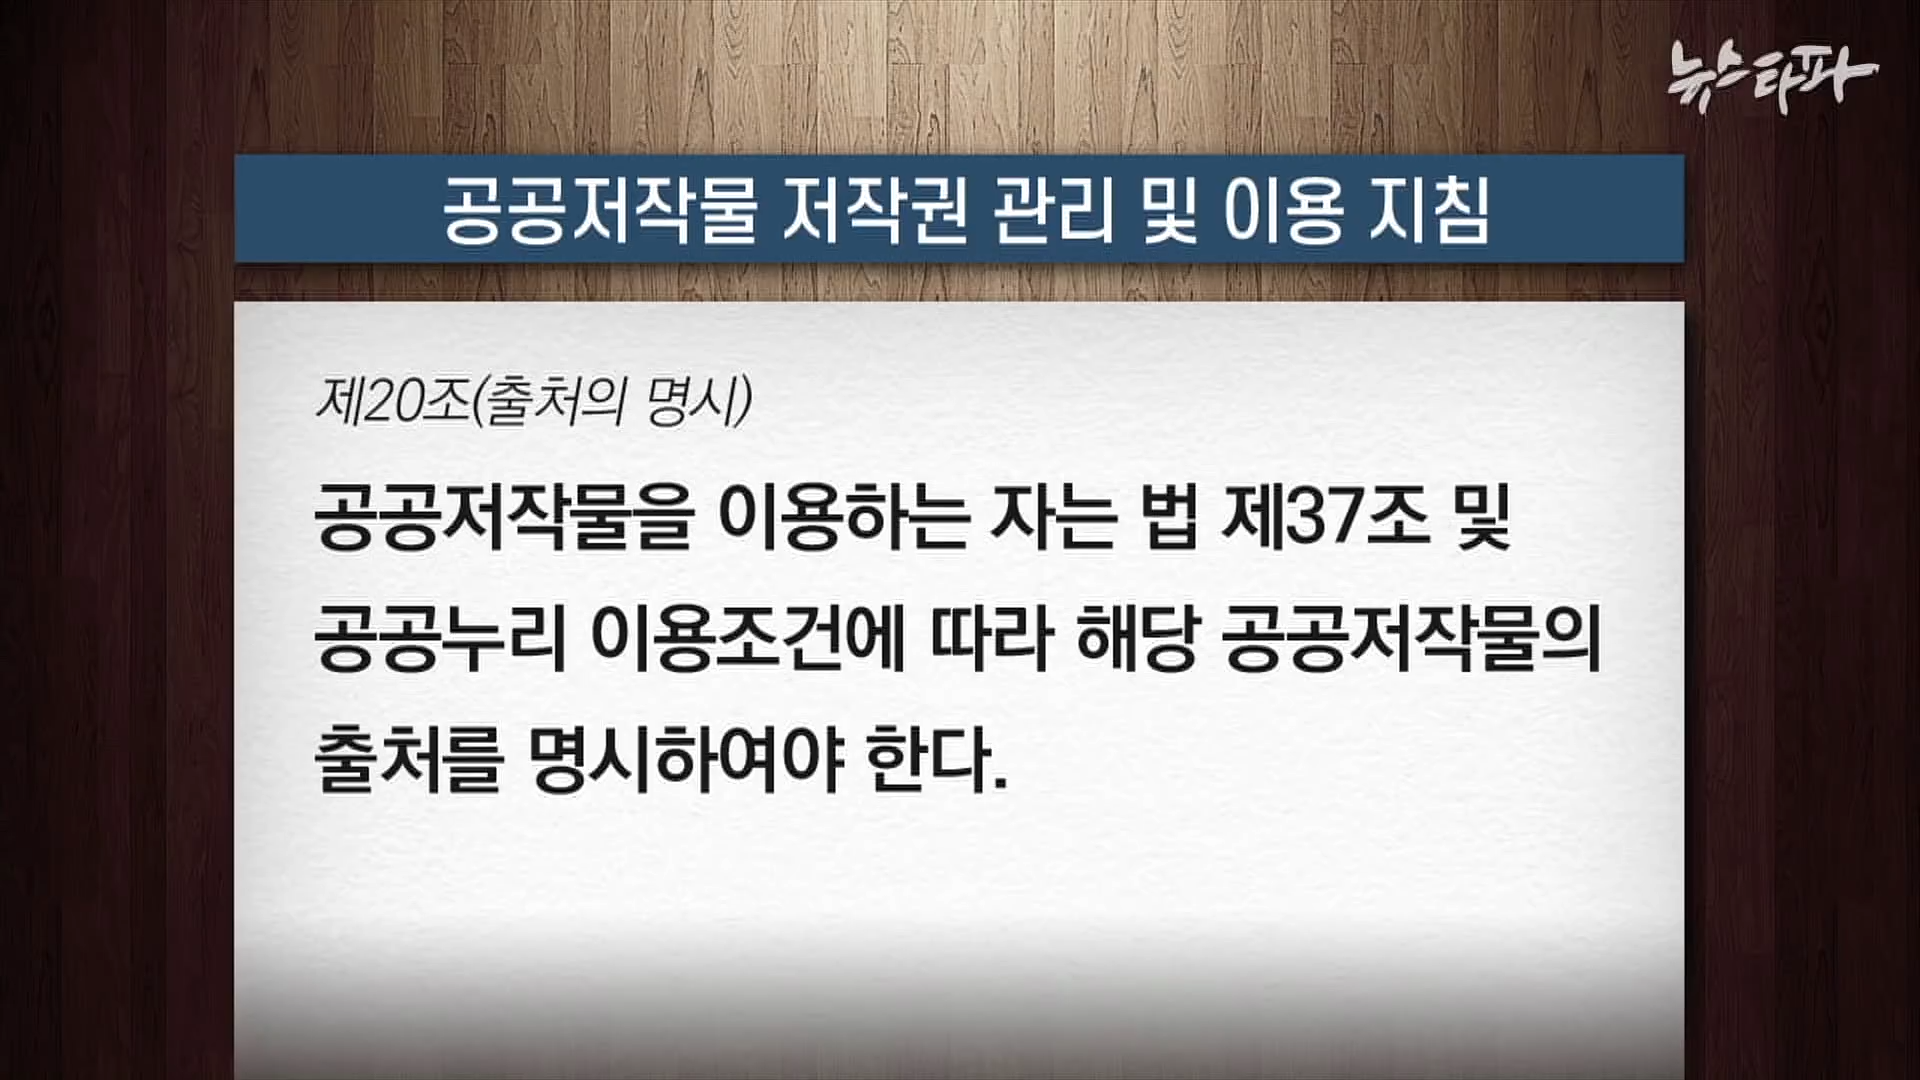 뉴스타파
공공저작물 저작권 관리 및 이용 지침
제20조(출처의 명시)
공공저작물을 이용하는 자는 법 제37조 및
공공누리 이용조건에 따라 해당 공공저작물의
출처를 명시하여야 한다.